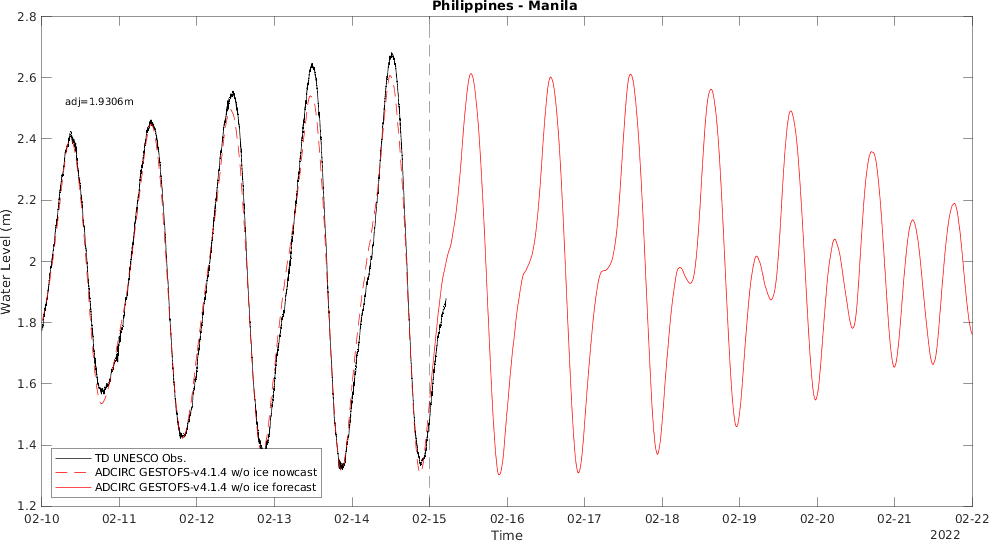 Philippines - Manila
2.8
2.6
2.4
2.2
2
1.8
1.6
1.4
1.2
Water Level (m)
adj=1.9306m
TD UNESCO Obs.
ADCIRC GESTOFS-v4.1.4 w/o ice nowcast
ADCIRC GESTOFS-v4.1.4 w/o ice forecast
02-10 02-11 02-12 02-13 02-14 02-15 02-16 02-17 02-18 02-19 02-20 02-21 02-22
Time
2022